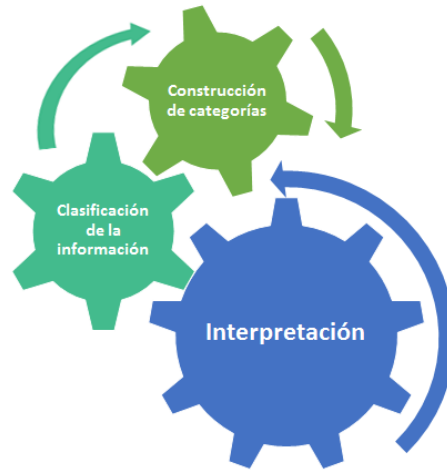 Construcción
de categorías
Clasificación
de la
información
Interpretación